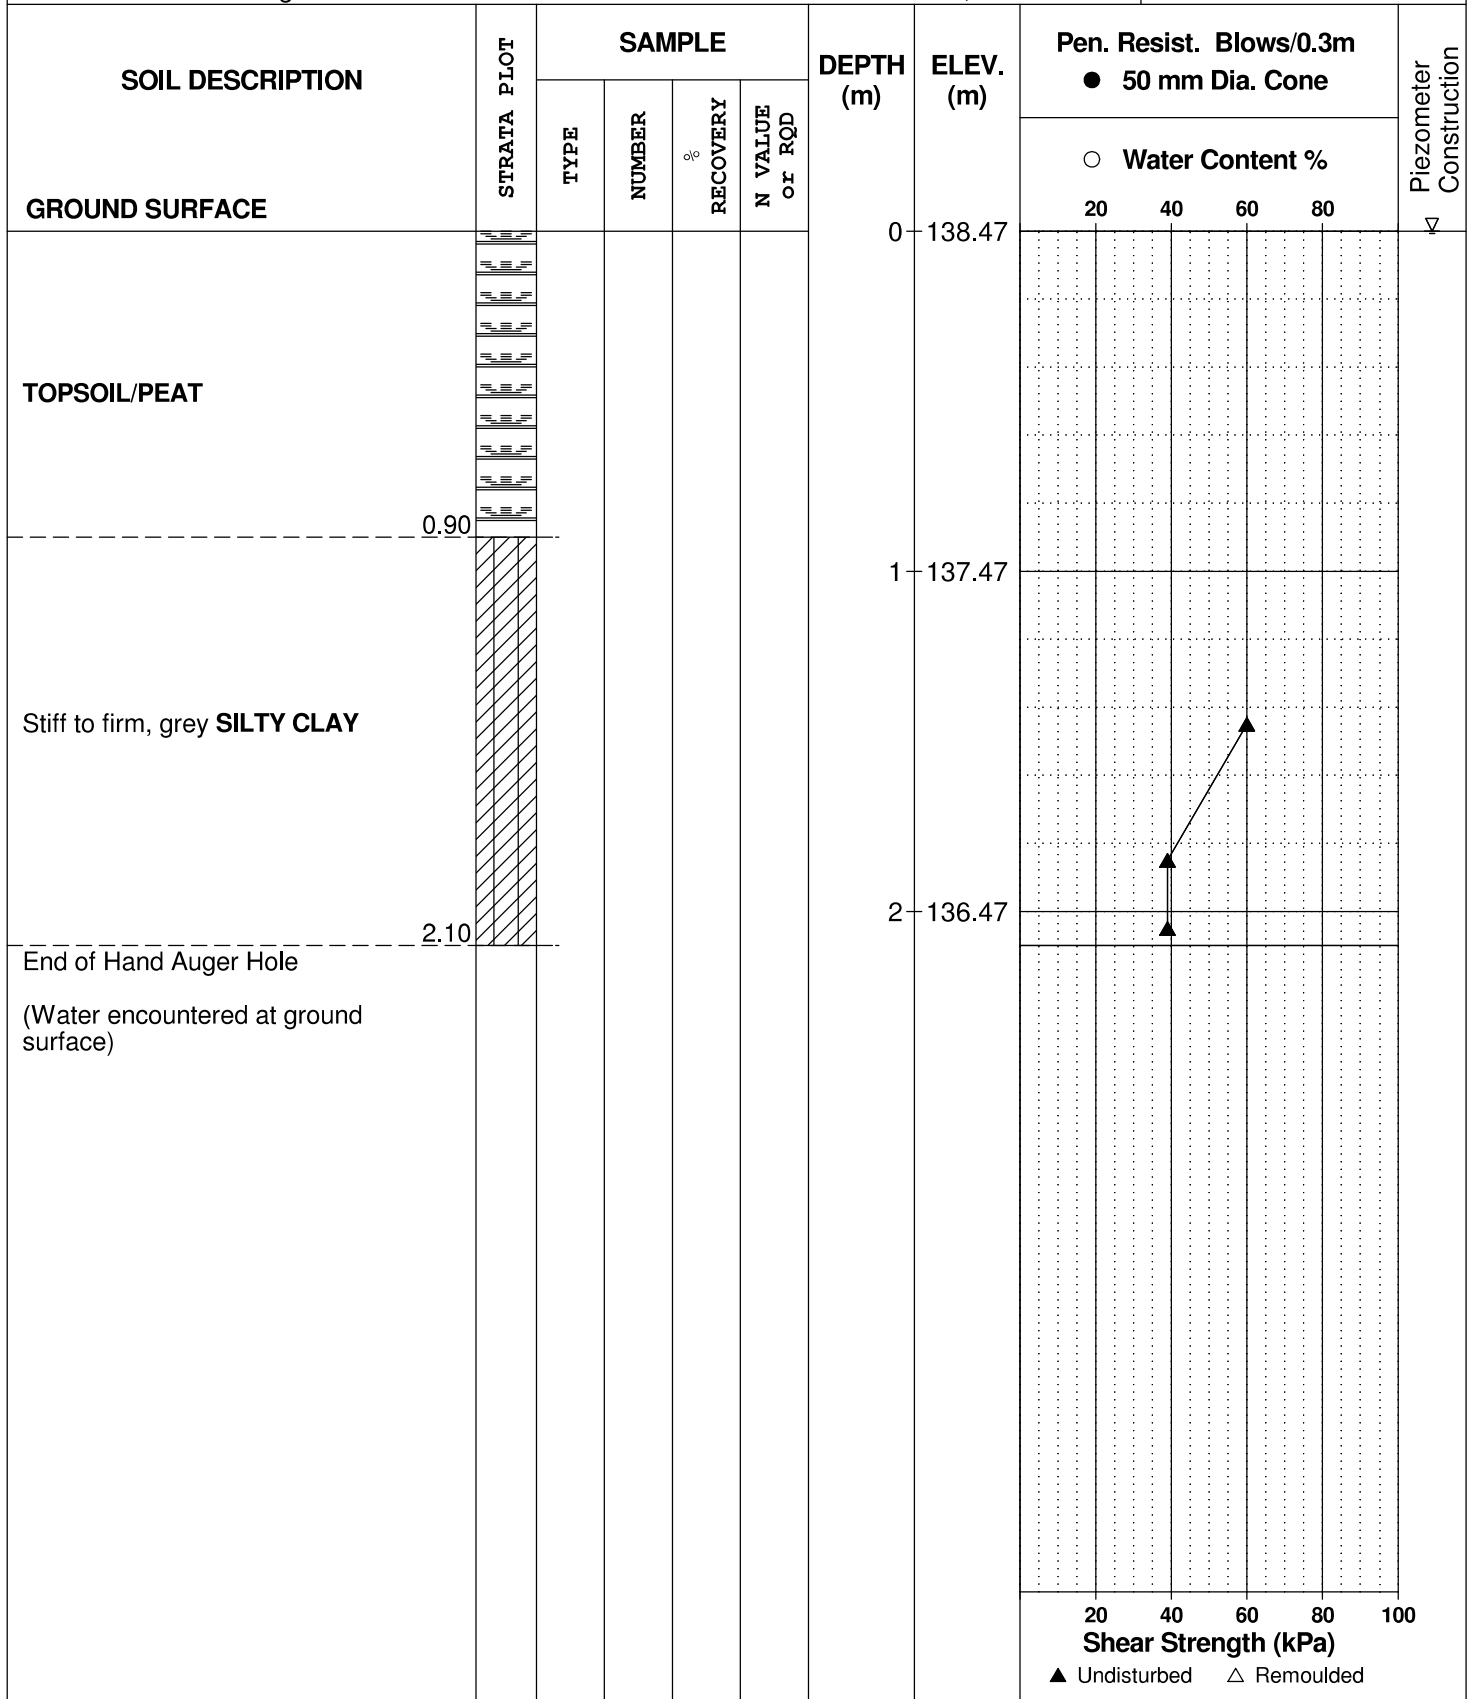 SOIL DESCRIPTION
GROUND SURFACE
STRATA PLOT
SAMPLE
TYPE
NUMBER
%
RECOVERY
N VALUE
or RQD
DEPTH
(m)
ELEV.
(m)
Pen. Resist. Blows/0.3m
● 50 mm Dia. Cone
○ Water Content %
20 40 60 80
Piezometer
Construction
0 138.47
TOPSOIL/PEAT
0.90
1 137.47
Stiff to firm, grey SILTY CLAY
2 136.47
2.10
End of Hand Auger Hole
(Water encountered at ground
surface)
20 40 60 80 100
Shear Strength (kPa)
▲ Undisturbed △ Remoulded